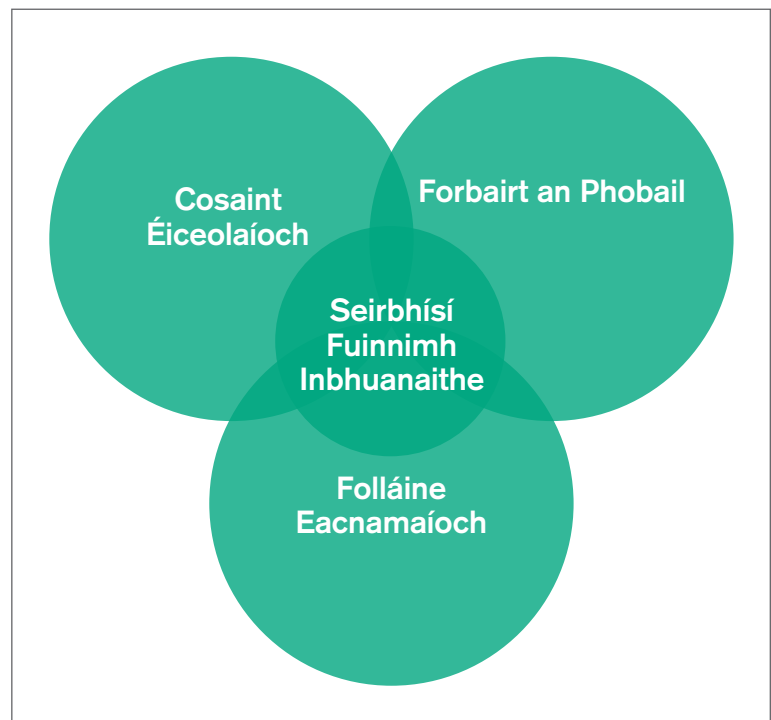 Cosaint
Éiceolaíoch
Forbairt an Phobail
Seirbhísí
Fuinnimh
Inbhuanaithe
Folláine
Eacnamaíoch